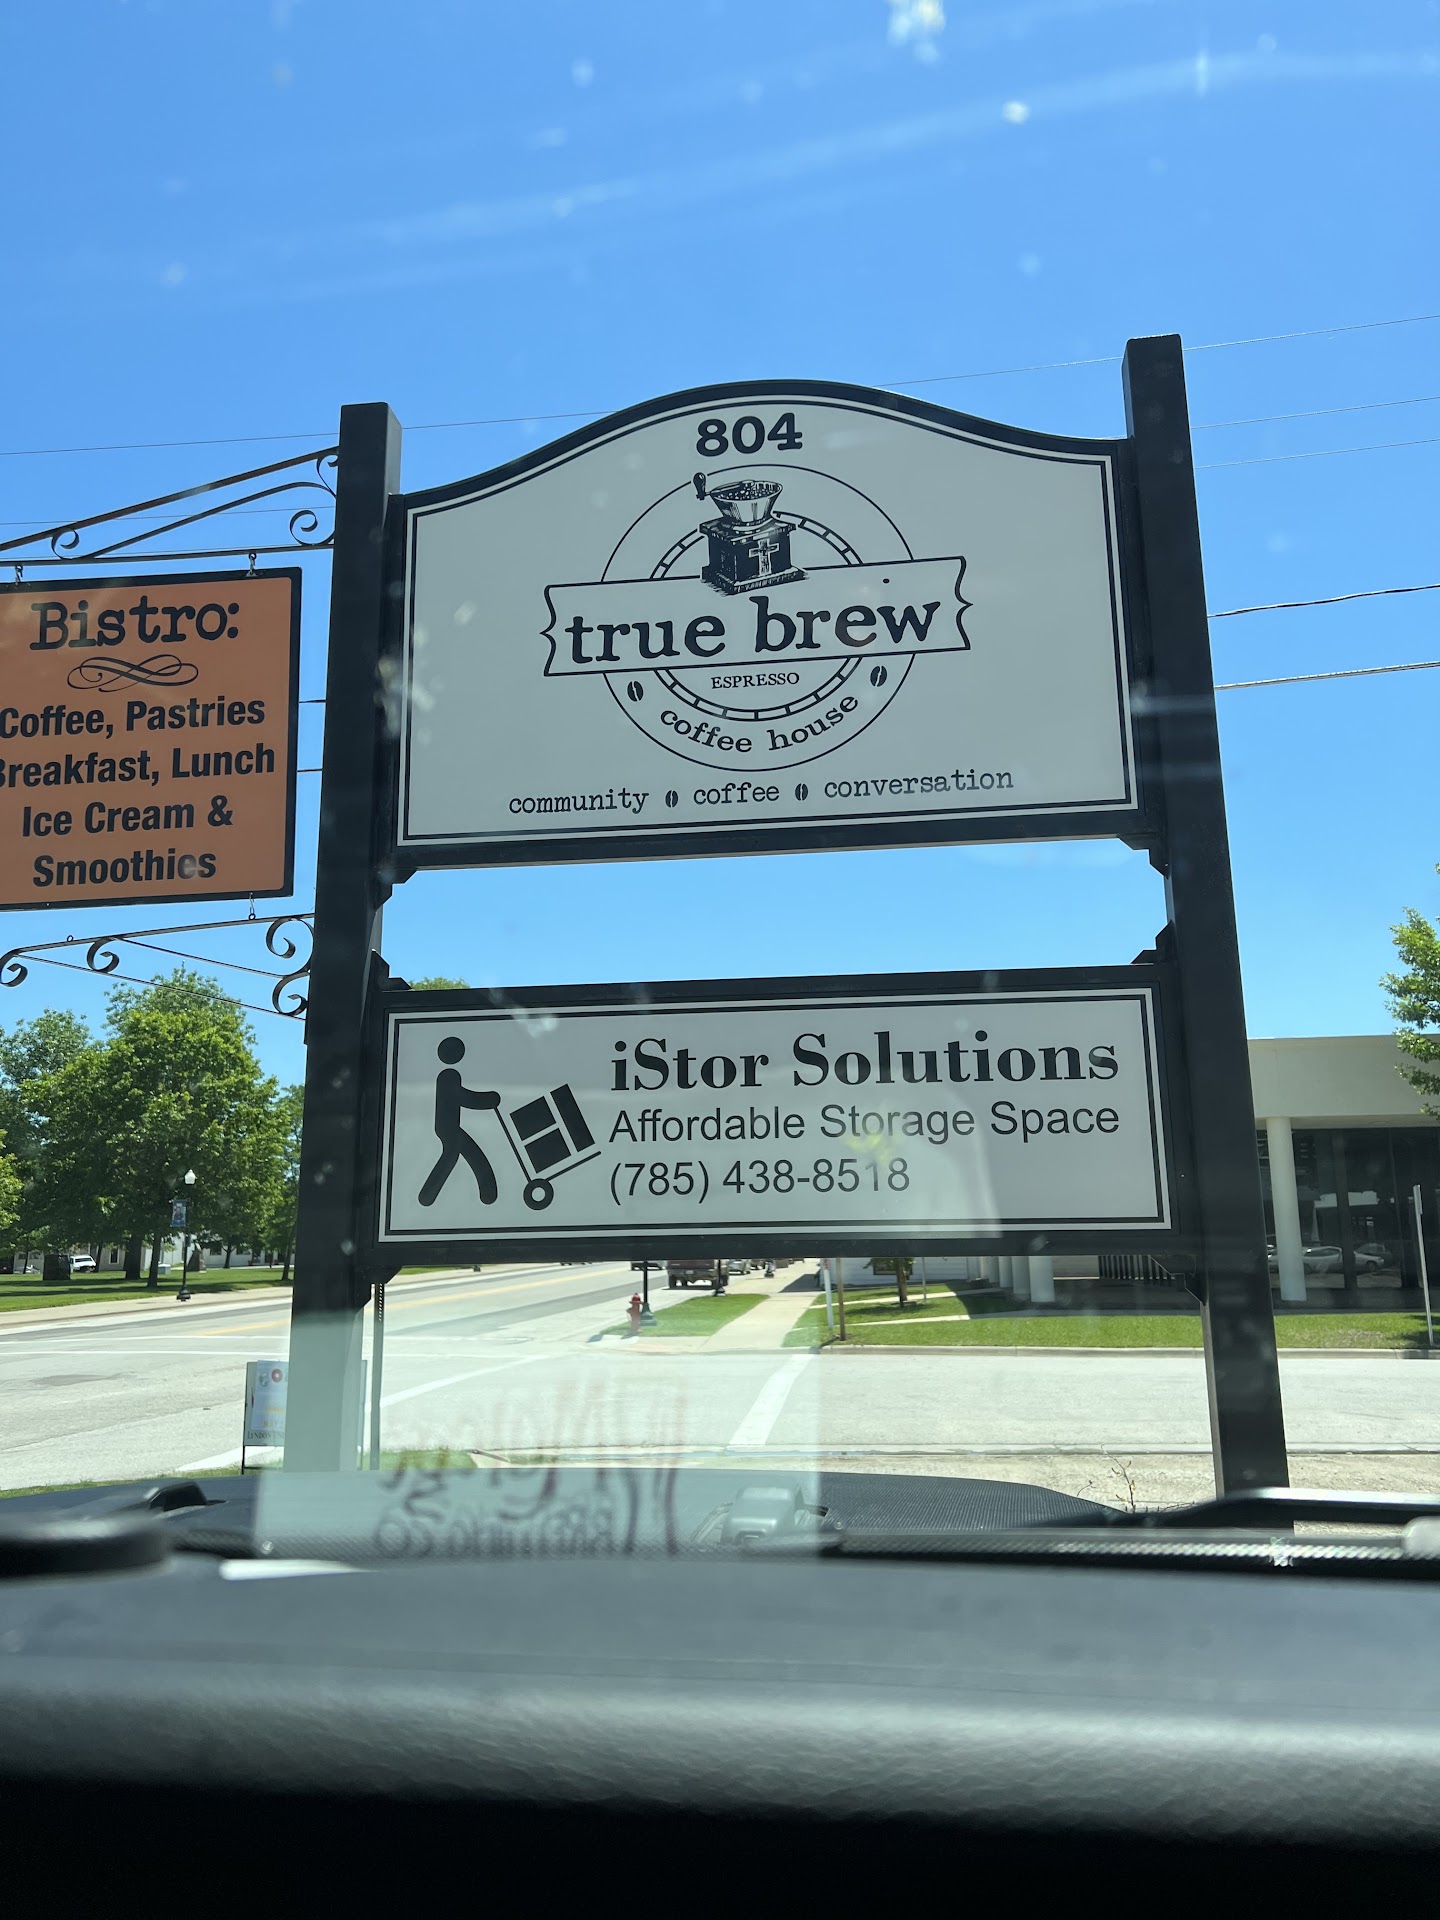 804
true brew
ESPRESSO
coffee house
community coffee conversation
Bistro:
Coffee, Pastries
Breakfast, Lunch
Ice Cream &
Smoothies
iStor Solutions
Affordable Storage Space
(785) 438-8518